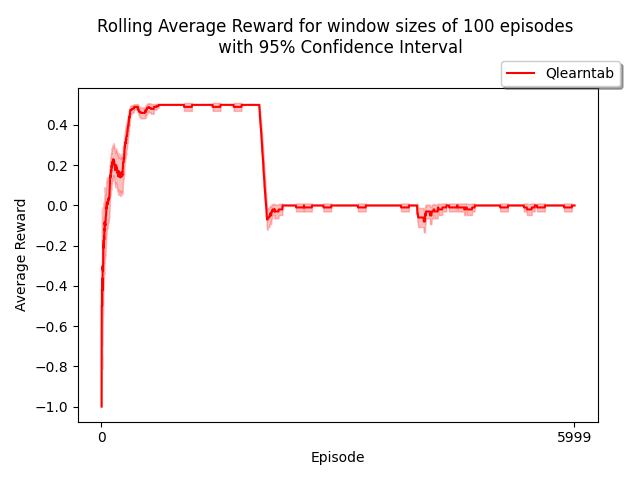 Rolling Average Reward for window sizes of 100 episodes
with 95% Confidence Interval
Qlearntab
Average Reward
0.4
0.2
0.0
−0.2
−0.4
−0.6
−0.8
−1.0
0
5999
Episode